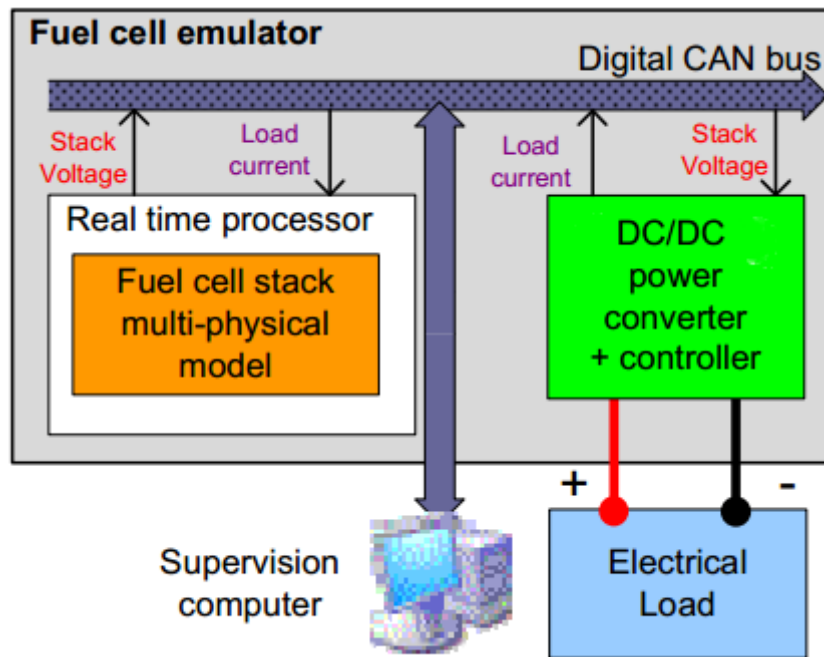 Fuel cell emulator
Digital CAN bus
Stack
Voltage
Load
current
Load
current
Stack
Voltage
Real time processor
Fuel cell stack
multi-physical
model
DC/DC
power
converter
+ controller
+
-
Supervision
computer
Electrical
Load